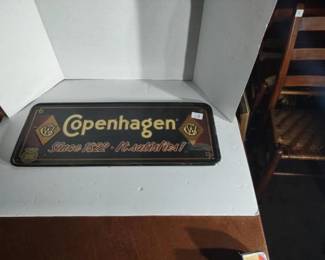 Copenhagen
Since 1822 · It satisfies!